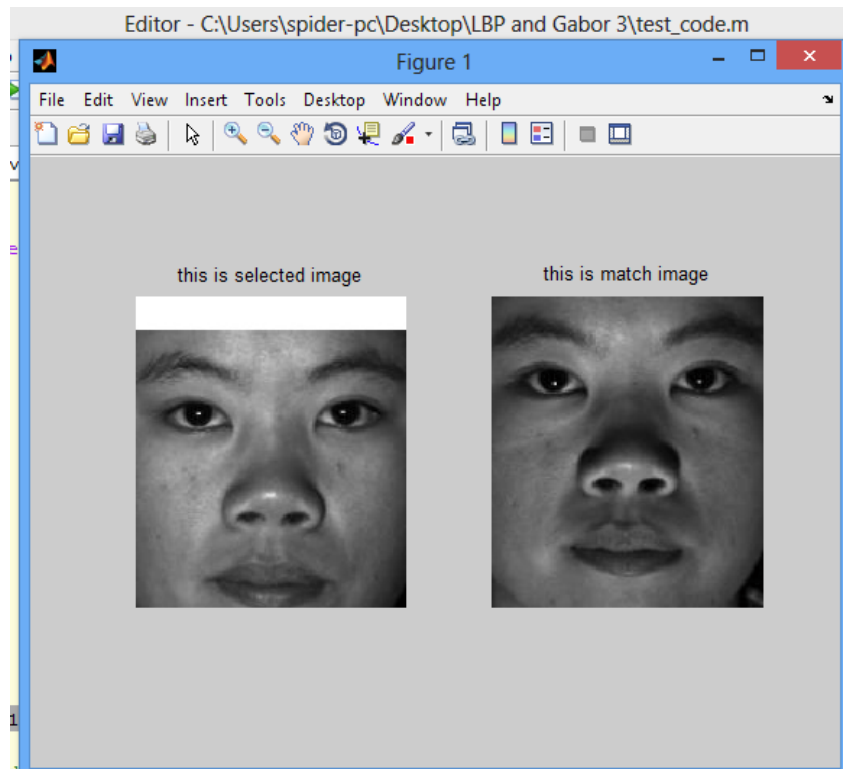 Editor - C:\Users\spider-pc\Desktop\LBP and Gabor 3\test_code.m
Figure 1
File Edit View Insert Tools Desktop Window Help
this is selected image
this is match image